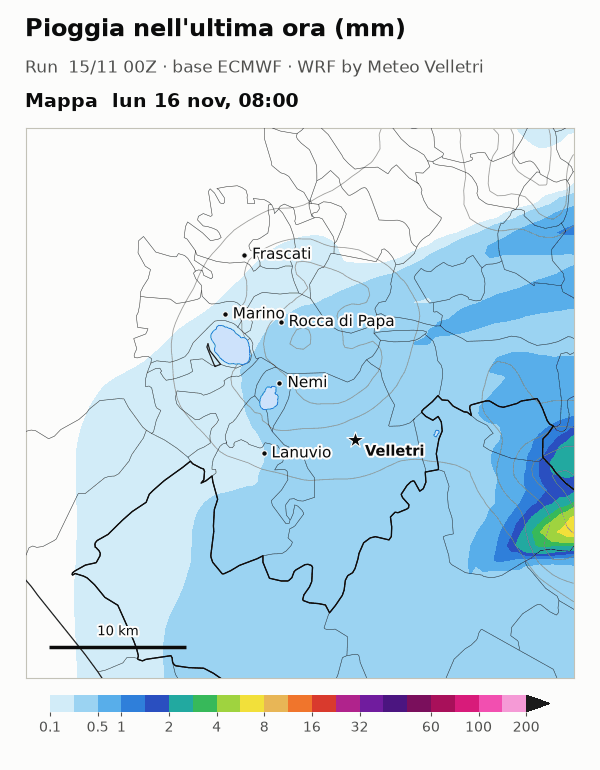 Pioggia nell'ultima ora (mm)
Run 15/11 00Z · base ECMWF · WRF by Meteo Velletri
Mappa lun 16 nov, 08:00
Frascati
Marino
Rocca di Papa
Nemi
Velletri
Lanuvio
10 km
0.1 0.5 1 2 4 8 16 32 60 100 200